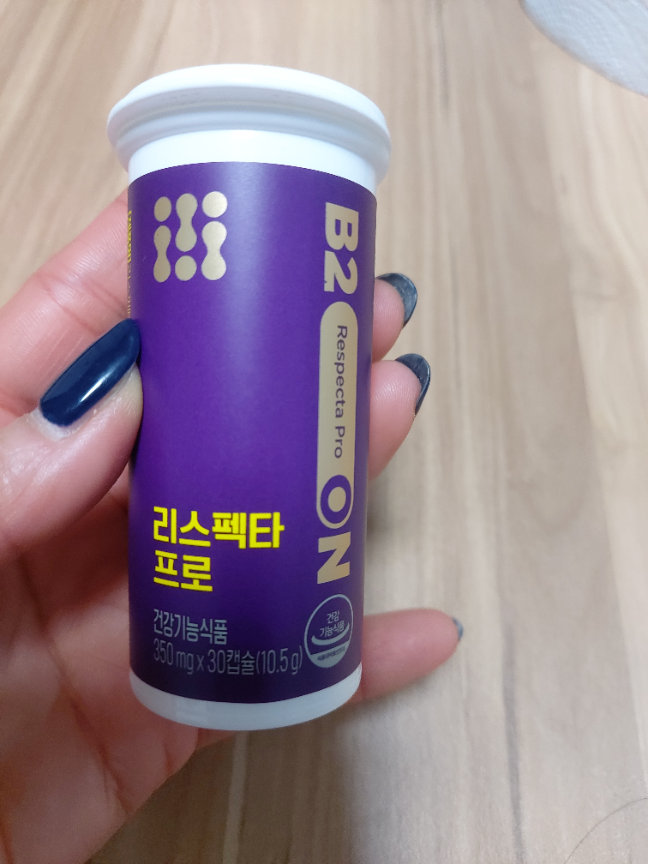 B2
Respecta Pro
ON
리스펙타
프로
건강기능식품
350 mg x 30캡슐(10.5 g)
건강
기능식품